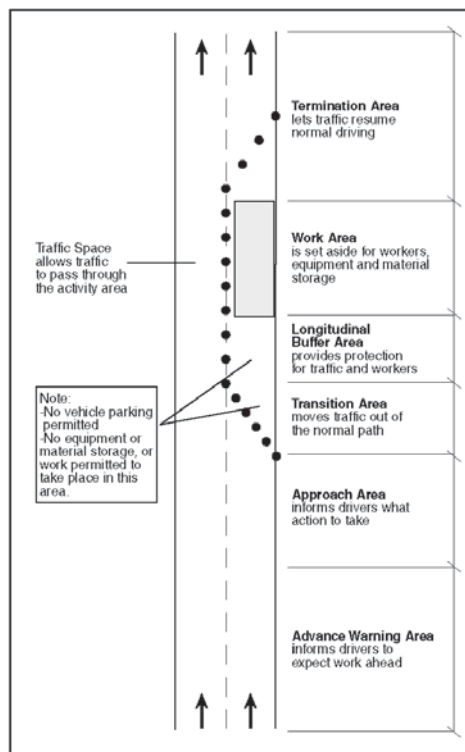 Termination Area
lets traffic resume
normal driving
Traffic Space
allows traffic
to pass through
the activity area
Work Area
is set aside for workers,
equipment and material
storage
Longitudinal
Buffer Area
provides protection
for traffic and workers
Note:
-No vehicle parking
permitted
-No equipment or
material storage, or
work permitted to
take place in this
area.
Transition Area
moves traffic out of
the normal path
Approach Area
informs drivers what
action to take
Advance Warning Area
informs drivers to
expect work ahead